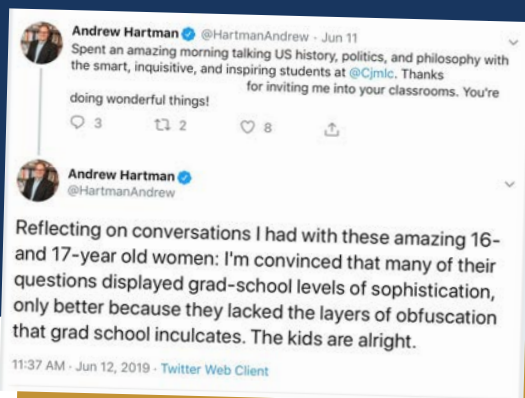 Andrew Hartman @HartmanAndrew · Jun 11
Spent an amazing morning talking US history, politics, and philosophy with
the smart, inquisitive, and inspiring students at @Cjmlc. Thanks
for inviting me into your classrooms. You're
doing wonderful things!
3 2 8
Andrew Hartman
@HartmanAndrew
Reflecting on conversations I had with these amazing 16-
and 17-year old women: I'm convinced that many of their
questions displayed grad-school levels of sophistication,
only better because they lacked the layers of obfuscation
that grad school inculcates. The kids are alright.
11:37 AM · Jun 12, 2019 · Twitter Web Client